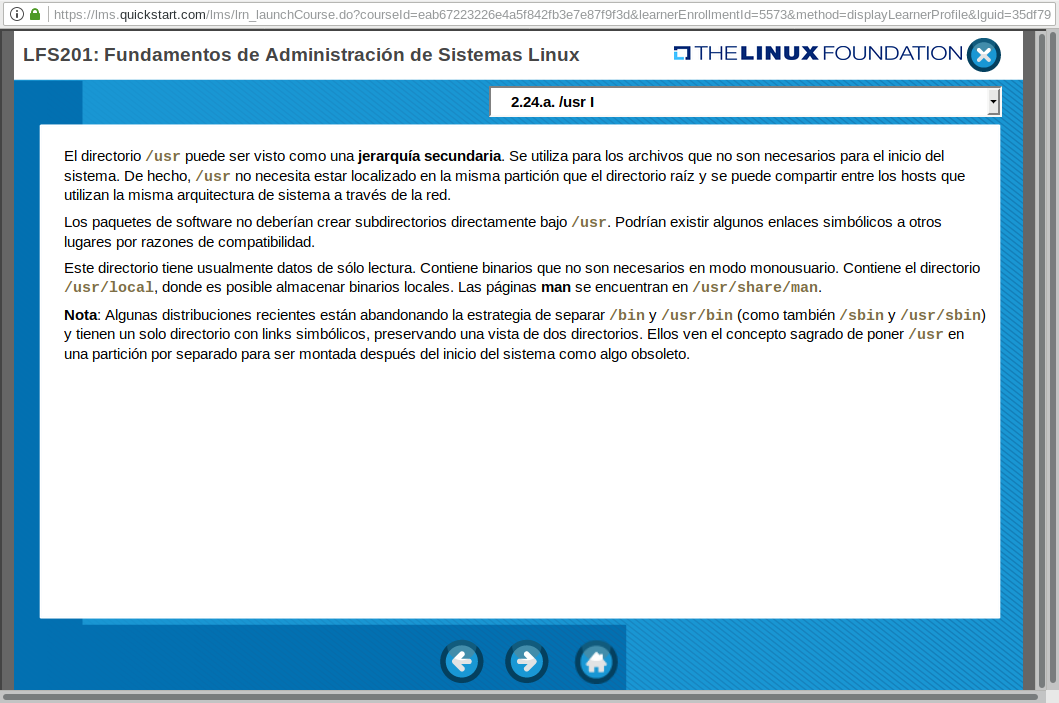 https://lms.quickstart.com/lms/lrn_launchCourse.do?courseId=eab67223226e4a5f842fb3e7e87f9f3d&learnerEnrollmentId=5573&method=displayLearnerProfile&lguid=35df79
LFS201: Fundamentos de Administración de Sistemas Linux
THE LINUX FOUNDATION
2.24.a. /usr I
El directorio /usr puede ser visto como una jerarquía secundaria. Se utiliza para los archivos que no son necesarios para el inicio del
sistema. De hecho, /usr no necesita estar localizado en la misma partición que el directorio raíz y se puede compartir entre los hosts que
utilizan la misma arquitectura de sistema a través de la red.
Los paquetes de software no deberían crear subdirectorios directamente bajo /usr. Podrían existir algunos enlaces simbólicos a otros
lugares por razones de compatibilidad.
Este directorio tiene usualmente datos de sólo lectura. Contiene binarios que no son necesarios en modo monousuario. Contiene el directorio
/usr/local, donde es posible almacenar binarios locales. Las páginas man se encuentran en /usr/share/man.
Nota: Algunas distribuciones recientes están abandonando la estrategia de separar /bin y /usr/bin (como también /sbin y /usr/sbin)
y tienen un solo directorio con links simbólicos, preservando una vista de dos directorios. Ellos ven el concepto sagrado de poner /usr en
una partición por separado para ser montada después del inicio del sistema como algo obsoleto.